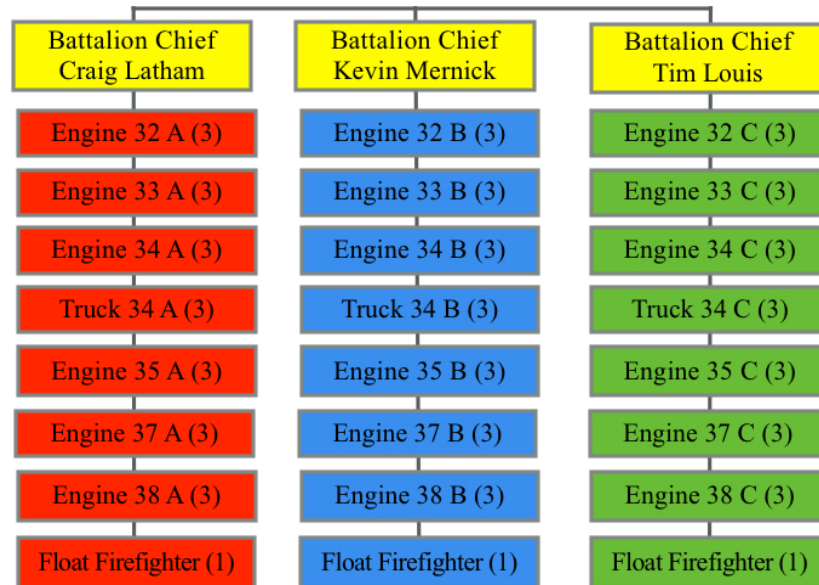 Battalion Chief
Craig Latham
Engine 32 A (3)
Engine 33 A (3)
Engine 34 A (3)
Truck 34 A (3)
Engine 35 A (3)
Engine 37 A (3)
Engine 38 A (3)
Float Firefighter (1)
Battalion Chief
Kevin Mernick
Engine 32 B (3)
Engine 33 B (3)
Engine 34 B (3)
Truck 34 B (3)
Engine 35 B (3)
Engine 37 B (3)
Engine 38 B (3)
Float Firefighter (1)
Battalion Chief
Tim Louis
Engine 32 C (3)
Engine 33 C (3)
Engine 34 C (3)
Truck 34 C (3)
Engine 35 C (3)
Engine 37 C (3)
Engine 38 C (3)
Float Firefighter (1)